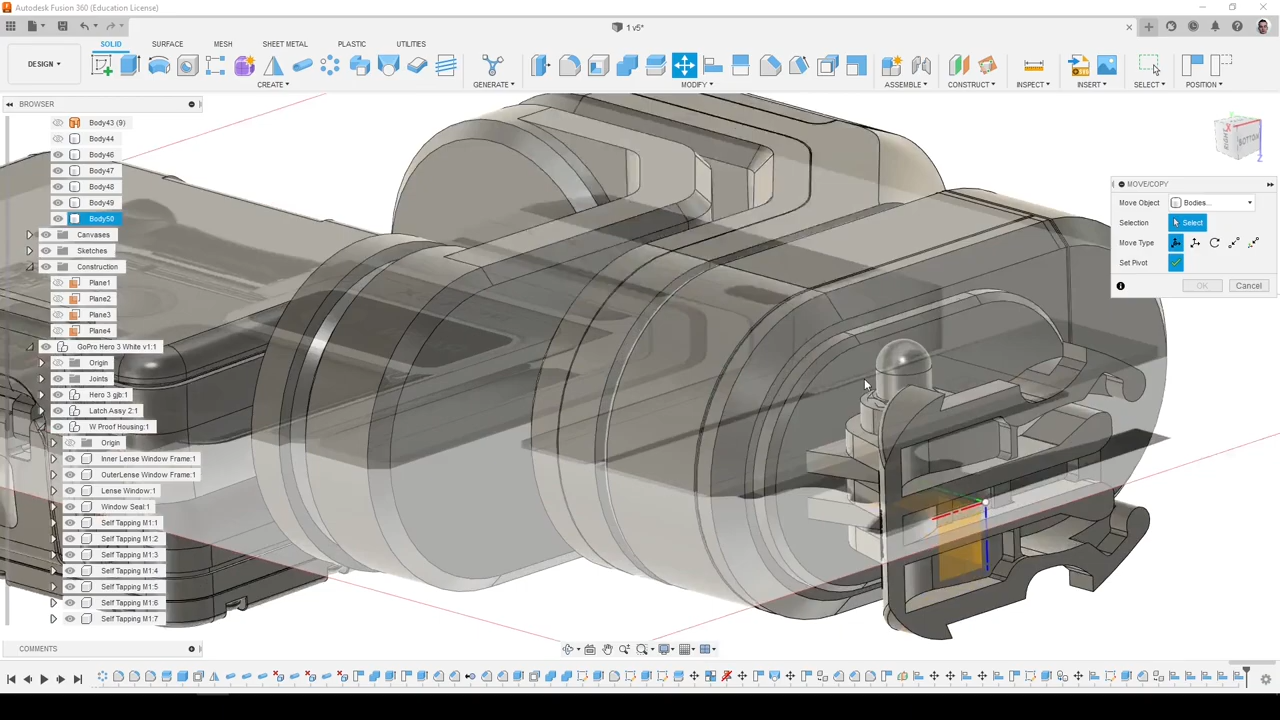 Autodesk Fusion 360 (Education License)
1 v5*
SOLID SURFACE MESH SHEET METAL PLASTIC UTILITIES
DESIGN
CREATE GENERATE MODIFY ASSEMBLE CONSTRUCT INSPECT INSERT SELECT POSITION
BROWSER
Body43 (9)
Body44
Body46
Body47
Body48
Body49
Body50
Canvases
Sketches
Construction
Plane1
Plane2
Plane3
Plane4
GoPro Hero 3 White v1:1
Origin
Joints
Hero 3 gjb:1
Latch Assy 2:1
W Proof Housing:1
Origin
Inner Lense Window Frame:1
OuterLense Window Frame:1
Lense Window:1
Window Seal:1
Self Tapping M1:1
Self Tapping M1:2
Self Tapping M1:3
Self Tapping M1:4
Self Tapping M1:5
Self Tapping M1:6
Self Tapping M1:7
BOTTOM
X
Z
MOVE/COPY
Move Object Bodies...
Selection Select
Move Type
Set Pivot
OK Cancel
COMMENTS